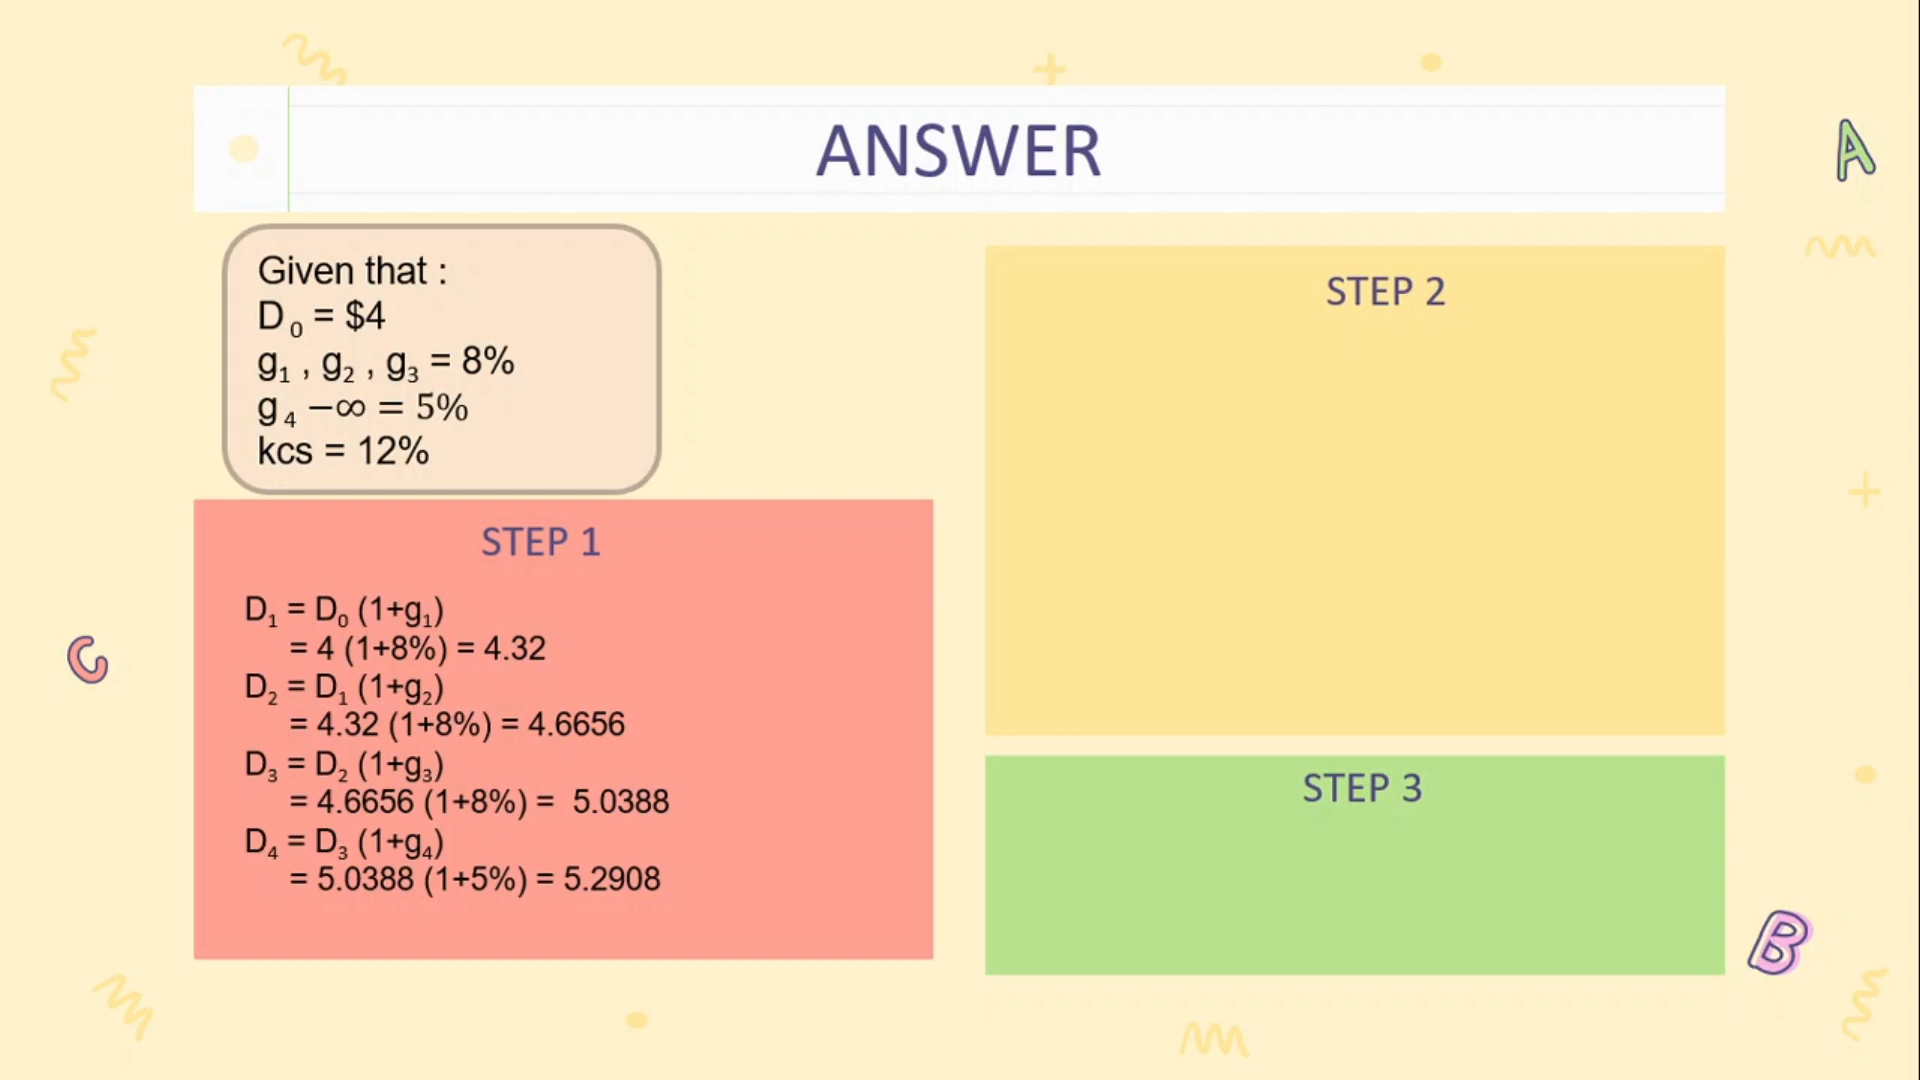 ANSWER
Given that :
D₀ = $4
g₁ , g₂ , g₃ = 8%
g₄ −∞ = 5%
kcs = 12%
STEP 1
D₁ = D₀ (1+g₁)
= 4 (1+8%) = 4.32
D₂ = D₁ (1+g₂)
= 4.32 (1+8%) = 4.6656
D₃ = D₂ (1+g₃)
= 4.6656 (1+8%) = 5.0388
D₄ = D₃ (1+g₄)
= 5.0388 (1+5%) = 5.2908
STEP 2
STEP 3
A
C
B